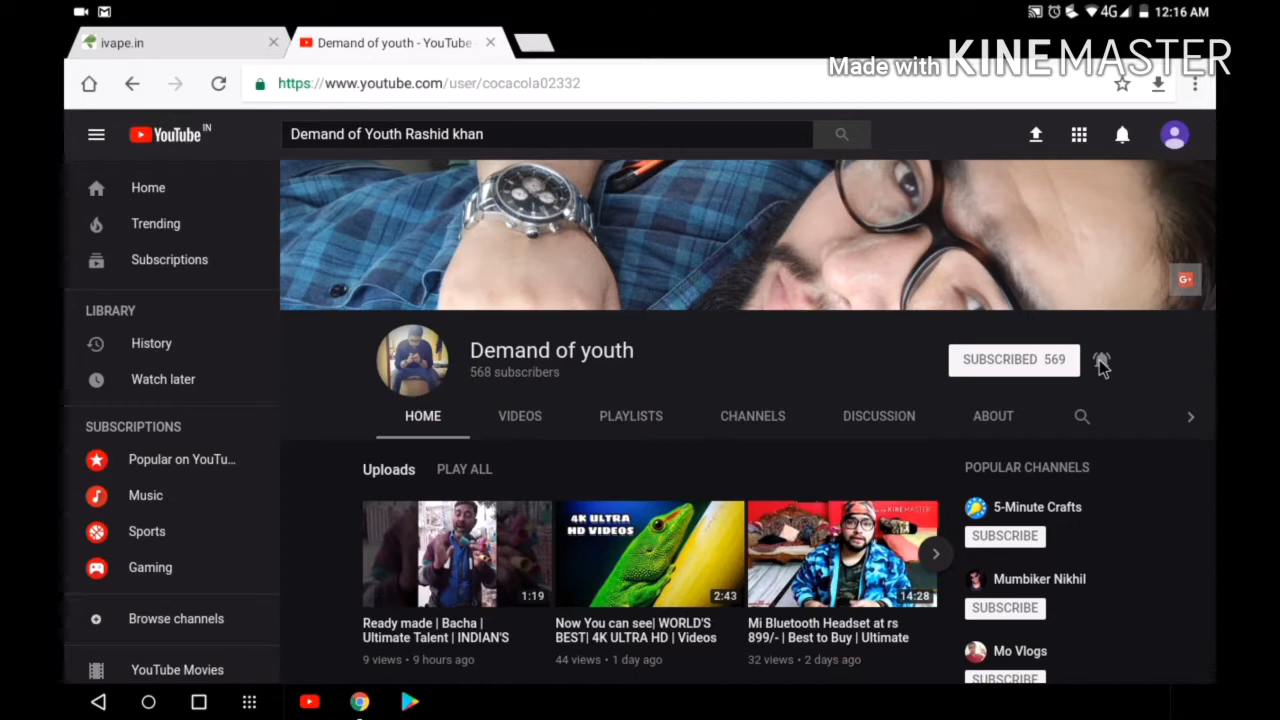 4G 12:16 AM
ivape.in
Demand of youth - YouTube -
Made with KINEMASTER
https://www.youtube.com/user/cocacola02332
YouTube IN
Demand of Youth Rashid khan
Home
Trending
Subscriptions
LIBRARY
History
Watch later
SUBSCRIPTIONS
Popular on YouTu...
Music
Sports
Gaming
Browse channels
YouTube Movies
G+
Demand of youth
568 subscribers
SUBSCRIBED 569
HOME VIDEOS PLAYLISTS CHANNELS DISCUSSION ABOUT
Uploads PLAY ALL
1:19
Ready made | Bacha |
Ultimate Talent | INDIAN'S
9 views • 9 hours ago
4K ULTRA
HD VIDEOS
2:43
Now You can see| WORLD'S
BEST| 4K ULTRA HD | Videos
44 views • 1 day ago
KINEMASTER
14:28
Mi Bluetooth Headset at rs
899/- | Best to Buy | Ultimate
32 views • 2 days ago
POPULAR CHANNELS
5-Minute Crafts
SUBSCRIBE
Mumbiker Nikhil
SUBSCRIBE
Mo Vlogs
SUBSCRIBE